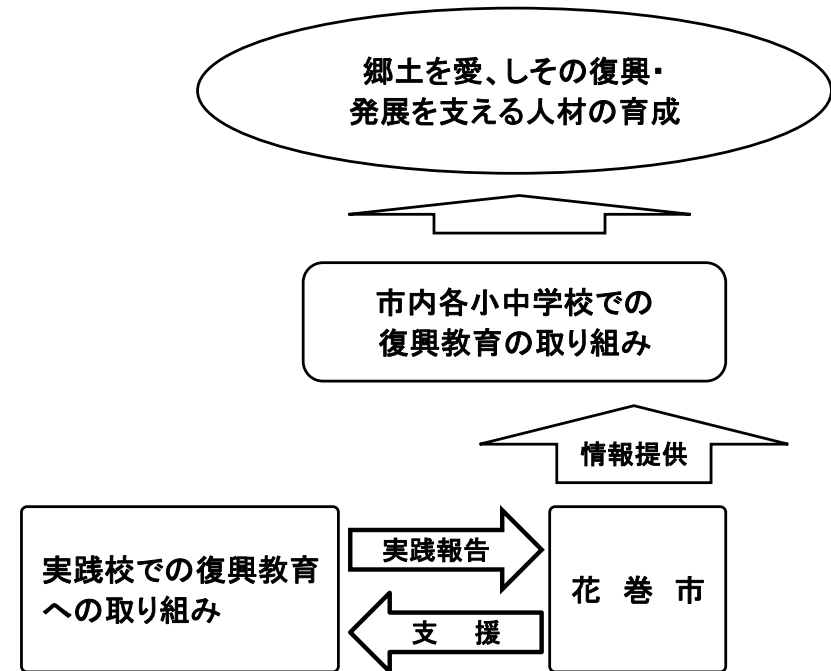 郷土を愛、しその復興・
発展を支える人材の育成
市内各小中学校での
復興教育の取り組み
情報提供
実践校での復興教育
への取り組み
実践報告
支　援
花　巻　市